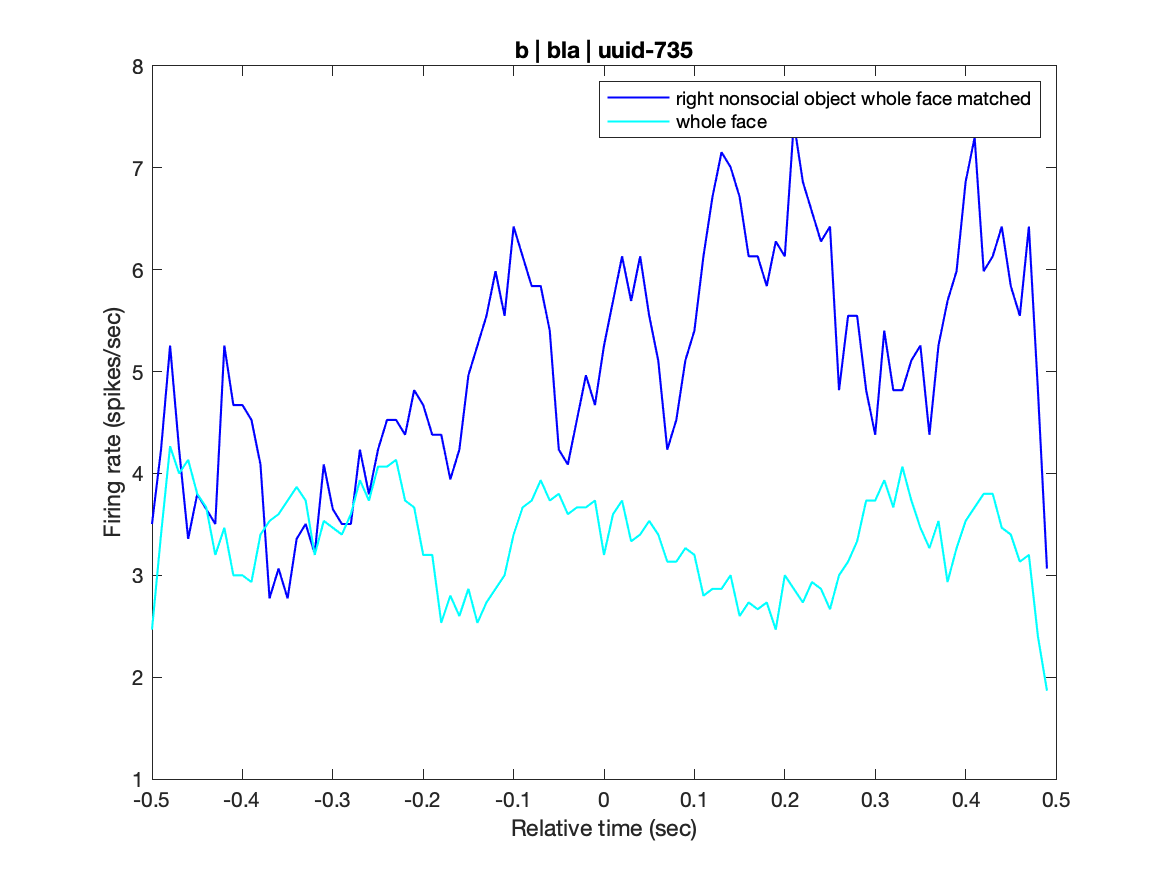 b | bla | uuid-735
right nonsocial object whole face matched
whole face
8
7
6
5
4
3
2
1
Firing rate (spikes/sec)
-0.5 -0.4 -0.3 -0.2 -0.1 0 0.1 0.2 0.3 0.4 0.5
Relative time (sec)